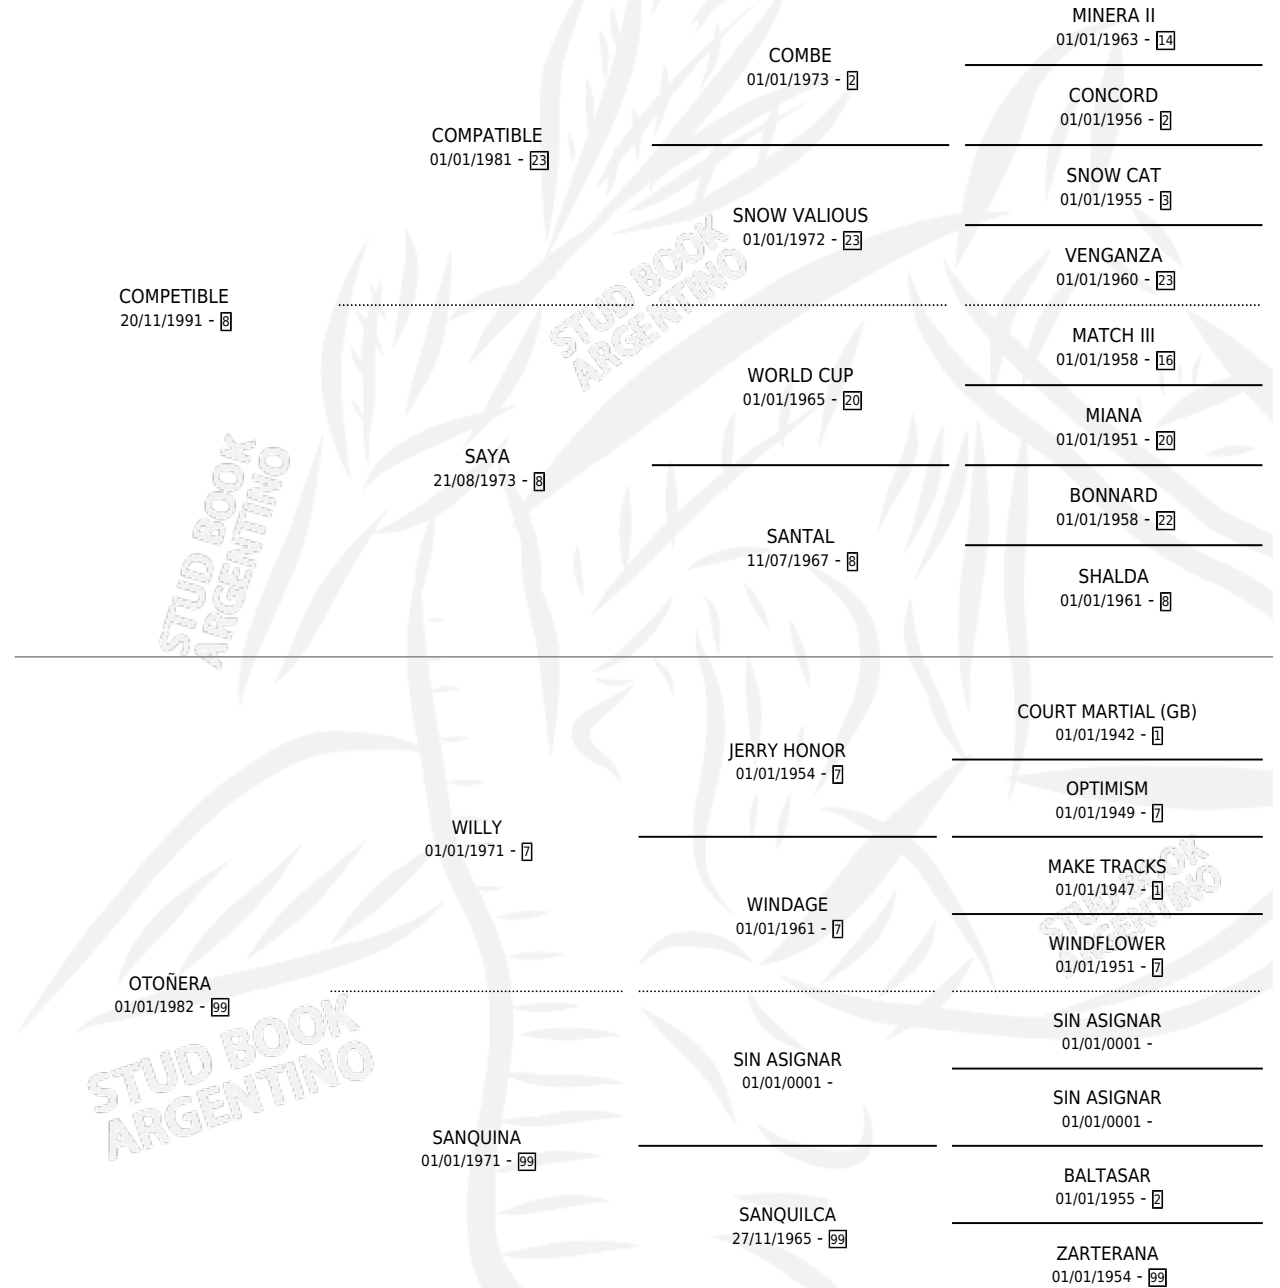 COMPETIBLE
20/11/1991 - 8
COMPATIBLE
01/01/1981 - 23
SAYA
21/08/1973 - 8
COMBE
01/01/1973 - 2
SNOW VALIOUS
01/01/1972 - 23
WORLD CUP
01/01/1965 - 20
SANTAL
11/07/1967 - 8
MINERA II
01/01/1963 - 14
CONCORD
01/01/1956 - 2
SNOW CAT
01/01/1955 - 3
VENGANZA
01/01/1960 - 23
MATCH III
01/01/1958 - 16
MIANA
01/01/1951 - 20
BONNARD
01/01/1958 - 22
SHALDA
01/01/1961 - 8
STUD BOOK
ARGENTINO
STUD BOOK
ARGENTINO
OTOÑERA
01/01/1982 - 99
WILLY
01/01/1971 - 7
SANQUINA
01/01/1971 - 99
JERRY HONOR
01/01/1954 - 7
WINDAGE
01/01/1961 - 7
SIN ASIGNAR
01/01/0001 -
SANQUILCA
27/11/1965 - 99
COURT MARTIAL (GB)
01/01/1942 - 1
OPTIMISM
01/01/1949 - 7
MAKE TRACKS
01/01/1947 - 1
WINDFLOWER
01/01/1951 - 7
SIN ASIGNAR
01/01/0001 -
SIN ASIGNAR
01/01/0001 -
BALTASAR
01/01/1955 - 2
ZARTERANA
01/01/1954 - 99
STUD BOOK
ARGENTINO
STUD BOOK
ARGENTINO